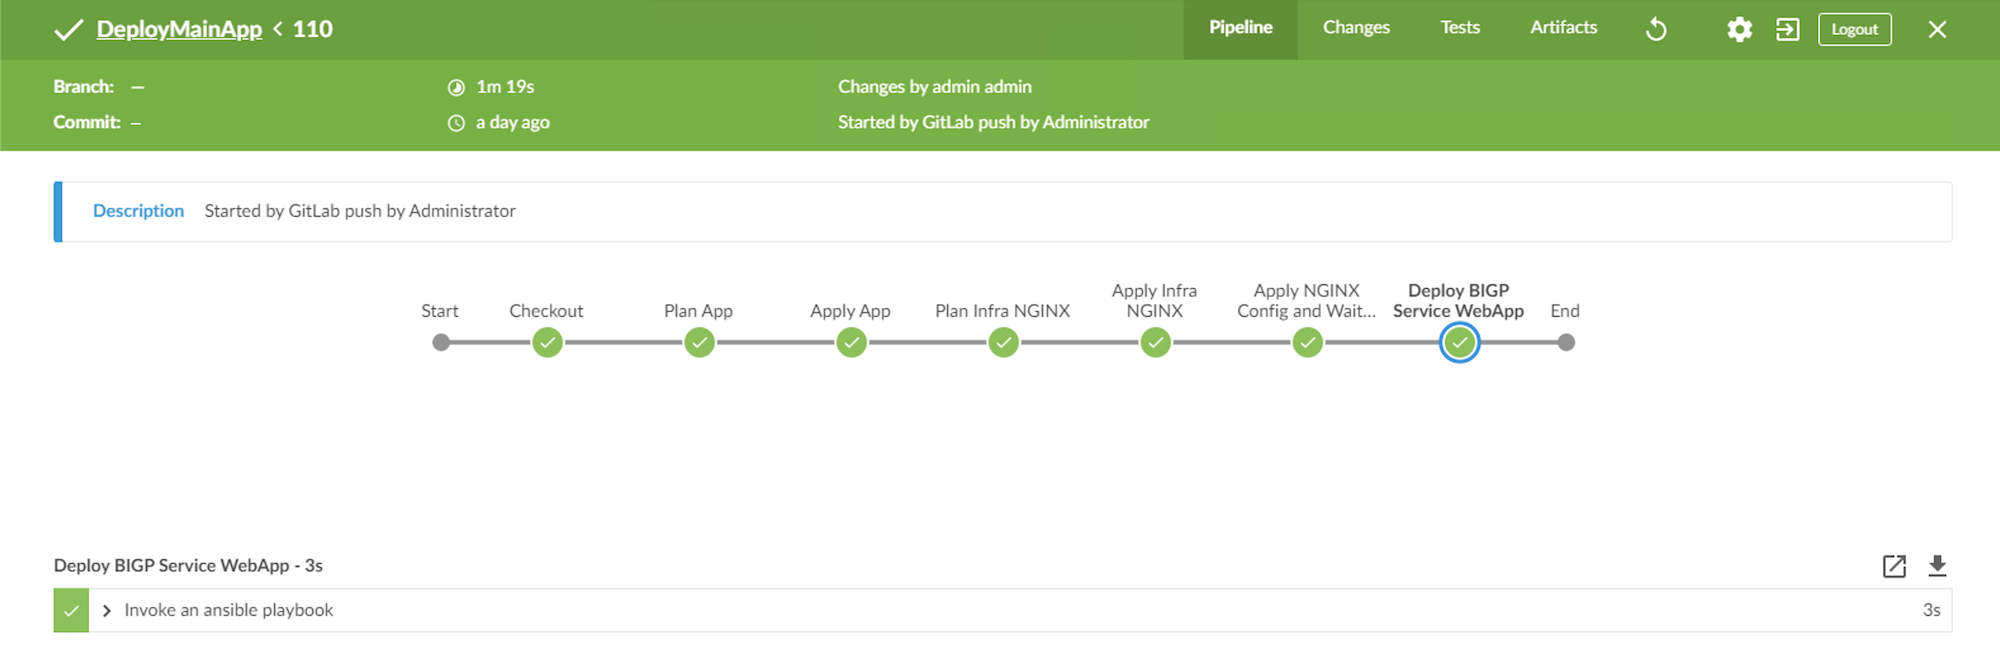 DeployMainApp < 110
Pipeline
Changes
Tests
Artifacts
Logout
Branch: –
1m 19s
Changes by admin admin
Commit: –
a day ago
Started by GitLab push by Administrator
Description Started by GitLab push by Administrator
Start
Checkout
Plan App
Apply App
Plan Infra NGINX
Apply Infra
NGINX
Apply NGINX
Config and Wait...
Deploy BIGP
Service WebApp
End
Deploy BIGP Service WebApp - 3s
Invoke an ansible playbook
3s